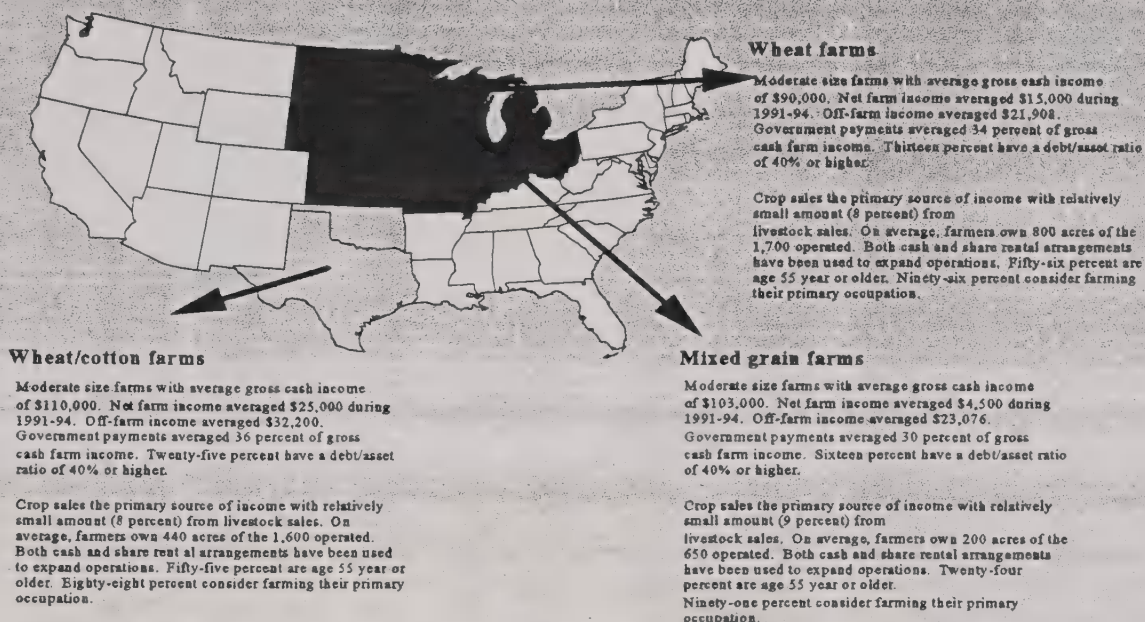 Wheat farms
Moderate size farms with average gross cash income
of $90,000. Net farm income averaged $15,000 during
1991-94. Off-farm income averaged $21,908.
Government payments averaged 34 percent of gross
cash farm income. Thirteen percent have a debt/asset ratio
of 40% or higher.
Crop sales the primary source of income with relatively
small amount (8 percent) from
livestock sales. On average, farmers own 800 acres of the
1,700 operated. Both cash and share rental arrangements
have been used to expand operations. Fifty-six percent are
age 55 year or older. Ninety-six percent consider farming
their primary occupation.
Wheat/cotton farms
Moderate size farms with average gross cash income
of $110,000. Net farm income averaged $25,000 during
1991-94. Off-farm income averaged $32,200.
Government payments averaged 36 percent of gross
cash farm income. Twenty-five percent have a debt/asset
ratio of 40% or higher.
Crop sales the primary source of income with relatively
small amount (8 percent) from livestock sales. On
average, farmers own 440 acres of the 1,600 operated.
Both cash and share rent al arrangements have been used
to expand operations. Fifty-five percent are age 55 year or
older. Eighty-eight percent consider farming their primary
occupation.
Mixed grain farms
Moderate size farms with average gross cash income
of $103,000. Net farm income averaged $4,500 during
1991-94. Off-farm income averaged $23,076.
Government payments averaged 30 percent of gross
cash farm income. Sixteen percent have a debt/asset ratio
of 40% or higher.
Crop sales the primary source of income with relatively
small amount (9 percent) from
livestock sales. On average, farmers own 200 acres of the
650 operated. Both cash and share rental arrangements
have been used to expand operations. Twenty-four
percent are age 55 year or older.
Ninety-one percent consider farming their primary
occupation.